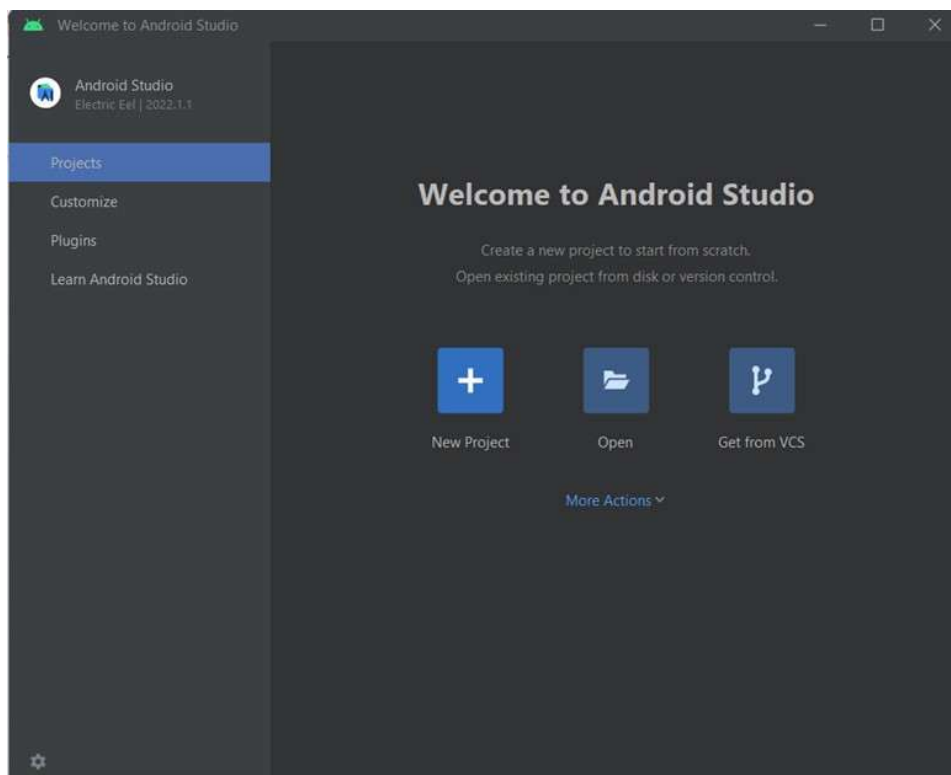 Welcome to Android Studio
Android Studio
Electric Eel | 2022.1.1
Projects
Customize
Plugins
Learn Android Studio
Welcome to Android Studio
Create a new project to start from scratch.
Open existing project from disk or version control.
New Project
Open
Get from VCS
More Actions